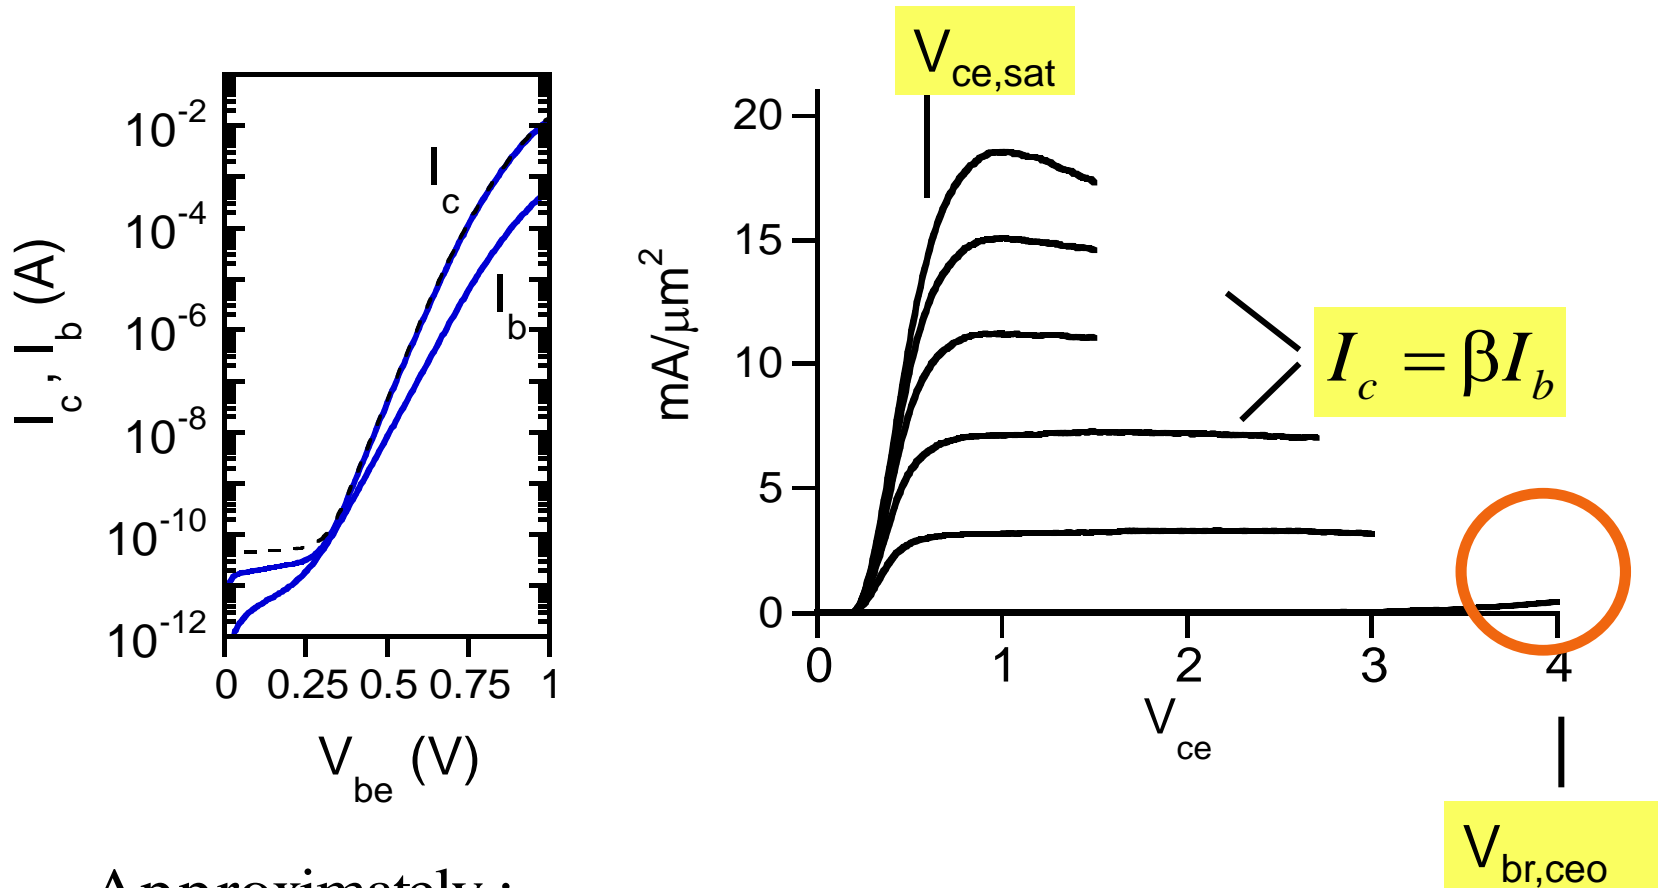 I_c, I_b (A)
10^-2
10^-4
10^-6
10^-8
10^-10
10^-12
I_c
I_b
0 0.25 0.5 0.75 1
V_be (V)
V_ce,sat
mA/μm^2
20
15
10
5
0
I_c = βI_b
0 1 2 3 4
V_ce
V_br,ceo
Approximately :